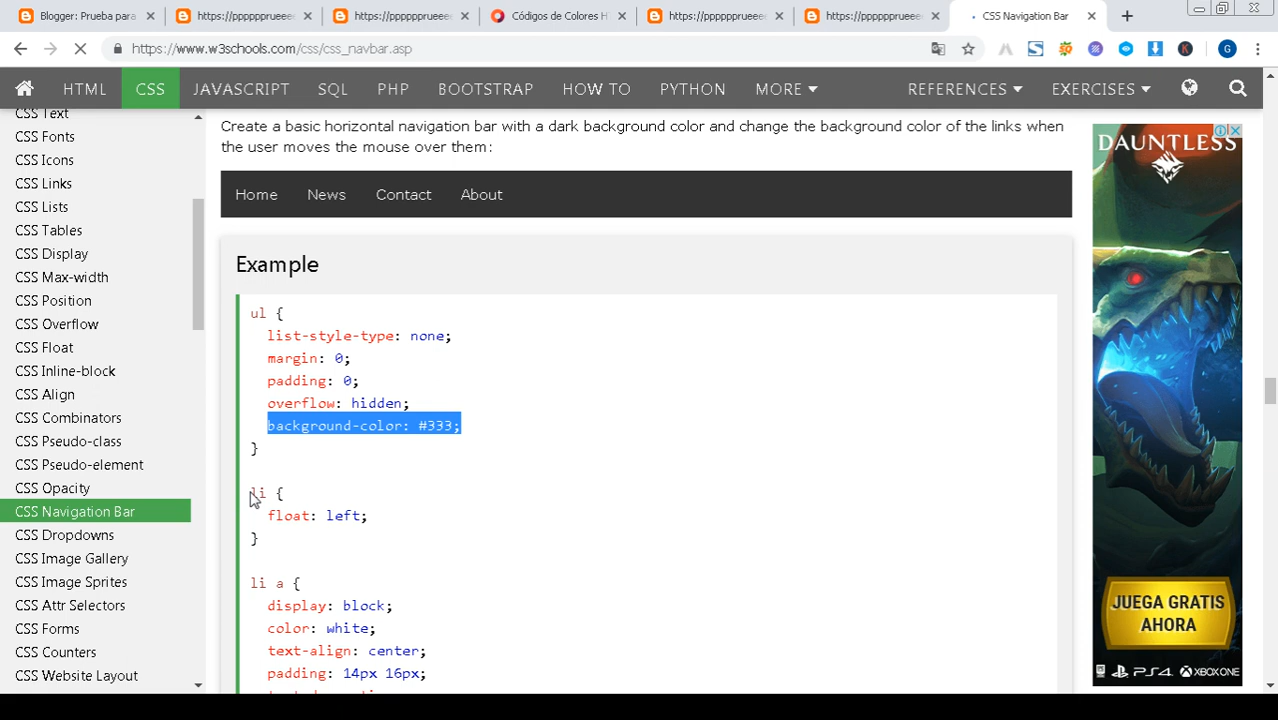 Blogger: Prueba para
https://pppppprueee
https://ppppppruee
Códigos de Colores H
https://ppppppruee
https://ppppppruee
CSS Navigation Bar
https://www.w3schools.com/css/css_navbar.asp
G
HTML
CSS
JAVASCRIPT
SQL
PHP
BOOTSTRAP
HOW TO
PYTHON
MORE
REFERENCES
EXERCISES
CSS Text
CSS Fonts
CSS Icons
CSS Links
CSS Lists
CSS Tables
CSS Display
CSS Max-width
CSS Position
CSS Overflow
CSS Float
CSS Inline-block
CSS Align
CSS Combinators
CSS Pseudo-class
CSS Pseudo-element
CSS Opacity
CSS Navigation Bar
CSS Dropdowns
CSS Image Gallery
CSS Image Sprites
CSS Attr Selectors
CSS Forms
CSS Counters
CSS Website Layout
Create a basic horizontal navigation bar with a dark background color and change the background color of the links when
the user moves the mouse over them:
Home News Contact About
Example
ul {
list-style-type: none;
margin: 0;
padding: 0;
overflow: hidden;
background-color: #333;
}
li {
float: left;
}
li a {
display: block;
color: white;
text-align: center;
padding: 14px 16px;
DAUNTLESS
JUEGA GRATIS
AHORA
PS4 XBOX ONE